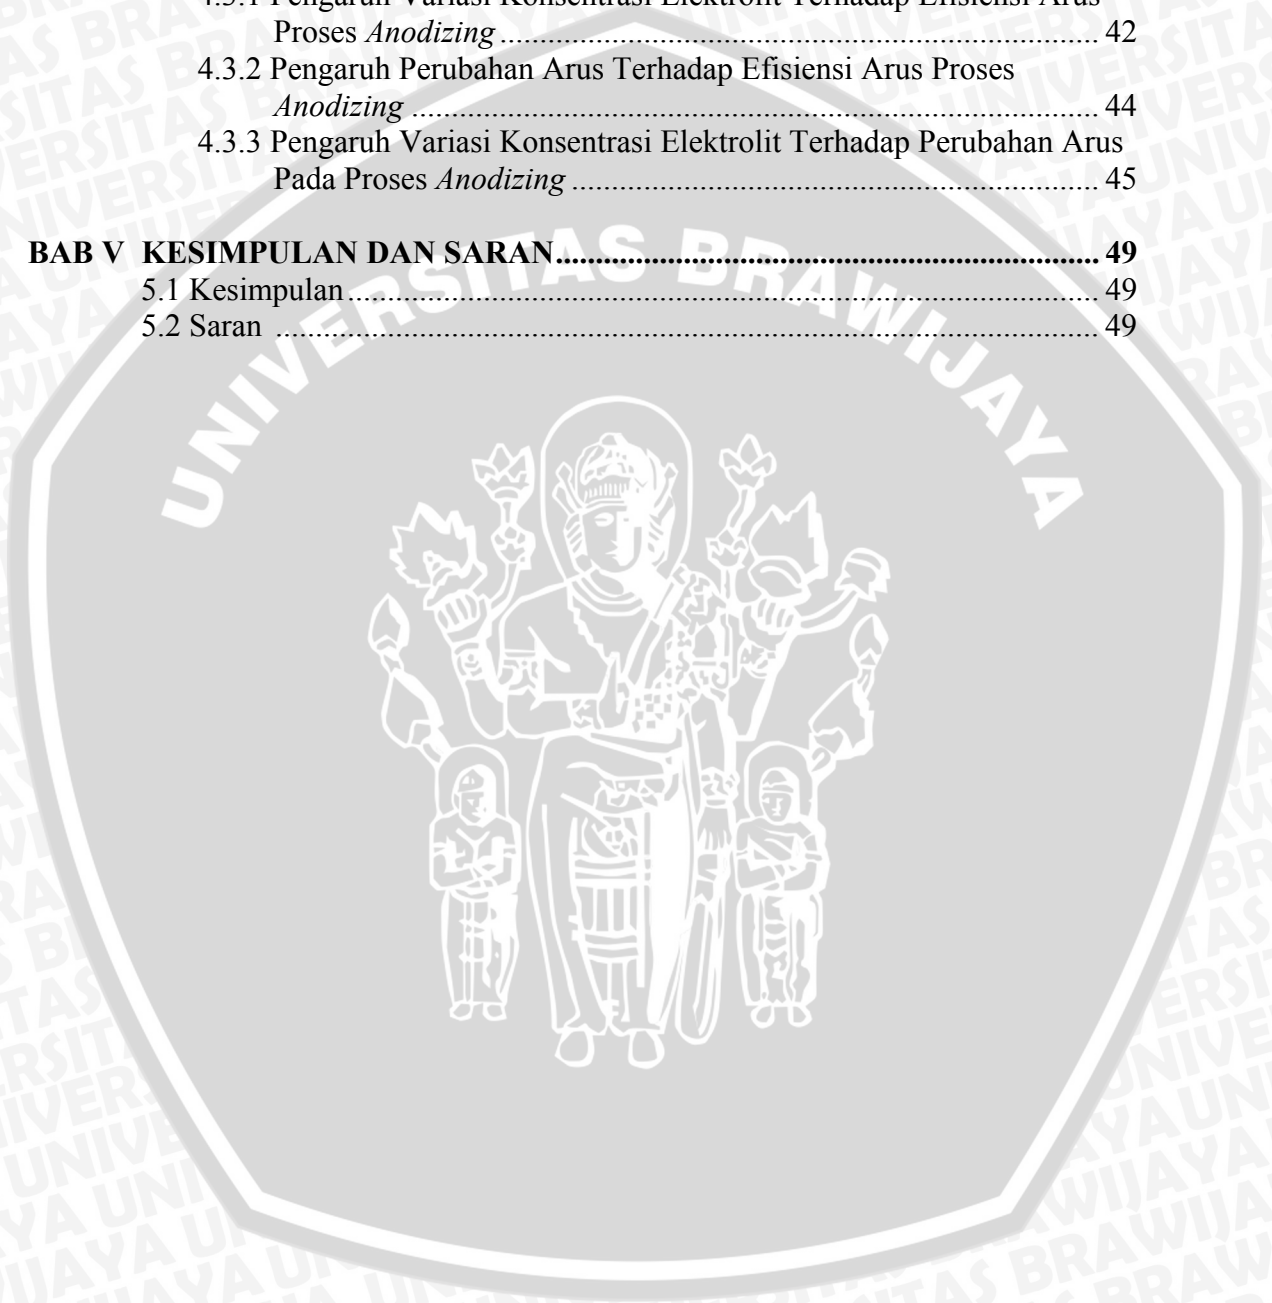 4.3.1 Pengaruh Variasi Konsentrasi Elektrolit Terhadap Efisiensi Arus
Proses Anodizing ........................................................................... 42
4.3.2 Pengaruh Perubahan Arus Terhadap Efisiensi Arus Proses
Anodizing ...................................................................................... 44
4.3.3 Pengaruh Variasi Konsentrasi Elektrolit Terhadap Perubahan Arus
Pada Proses Anodizing .................................................................. 45
BAB V KESIMPULAN DAN SARAN..................................................................... 49
5.1 Kesimpulan............................................................................................... 49
5.2 Saran ........................................................................................................ 49
UNIVERSITAS BRAWIJAYA